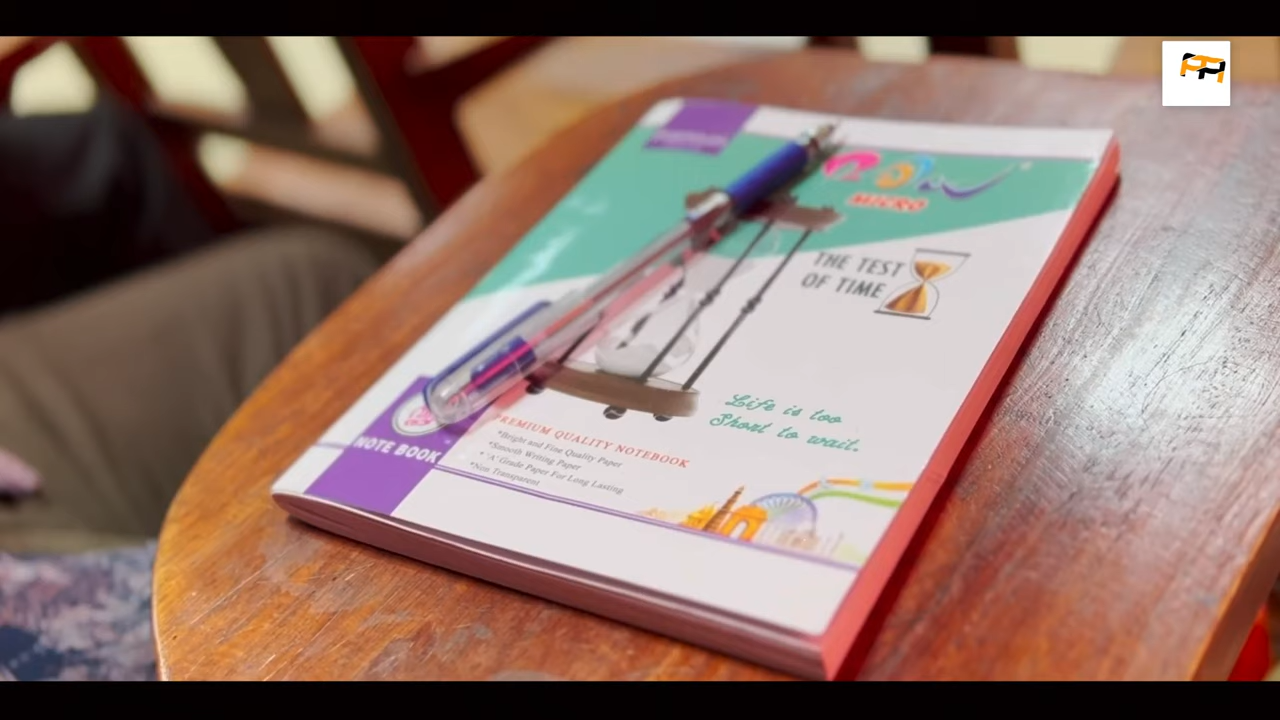 MICRO
THE TEST
OF TIME
Life is too
Short to wait.
PREMIUM QUALITY NOTEBOOK
*Bright and Fine Quality Paper
*Smooth Writing Paper
*'A' Grade Paper For Long Lasting
*Non Transparent
NOTE BOOK